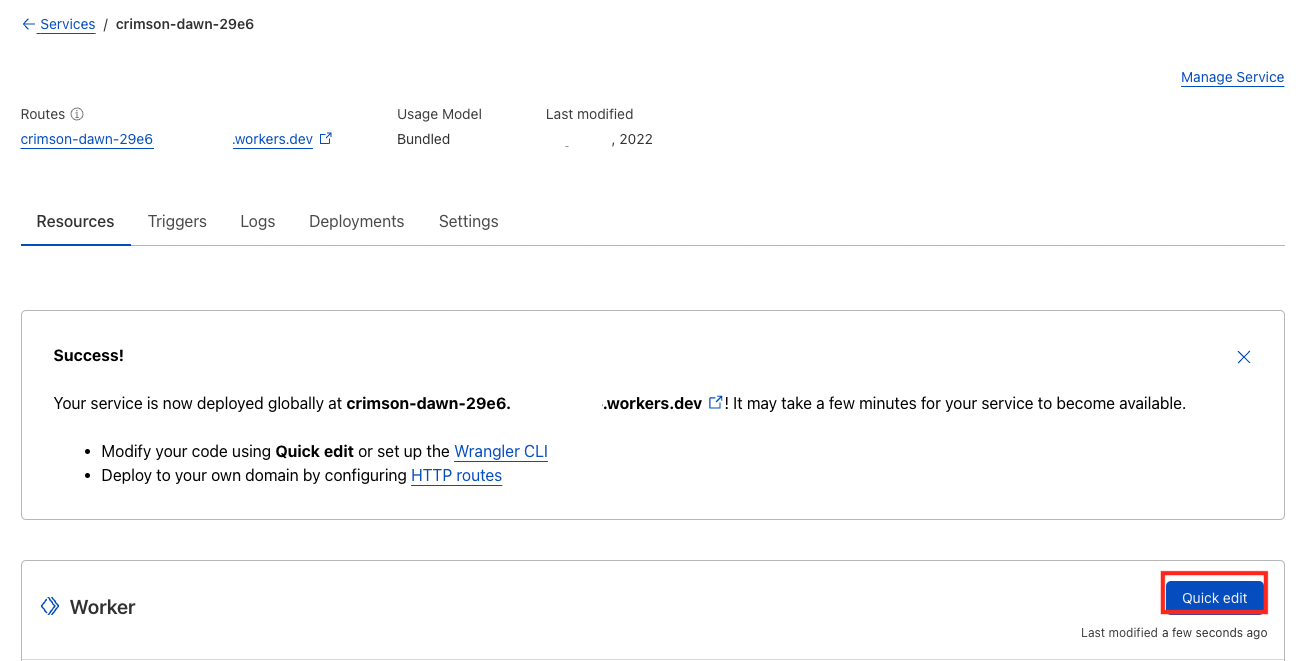 ← Services / crimson-dawn-29e6
Manage Service
Routes ⓘ Usage Model Last modified
crimson-dawn-29e6 .workers.dev Bundled , 2022
Resources Triggers Logs Deployments Settings
Success!
Your service is now deployed globally at crimson-dawn-29e6. .workers.dev ! It may take a few minutes for your service to become available.
• Modify your code using Quick edit or set up the Wrangler CLI
• Deploy to your own domain by configuring HTTP routes
Quick edit
Worker
Last modified a few seconds ago